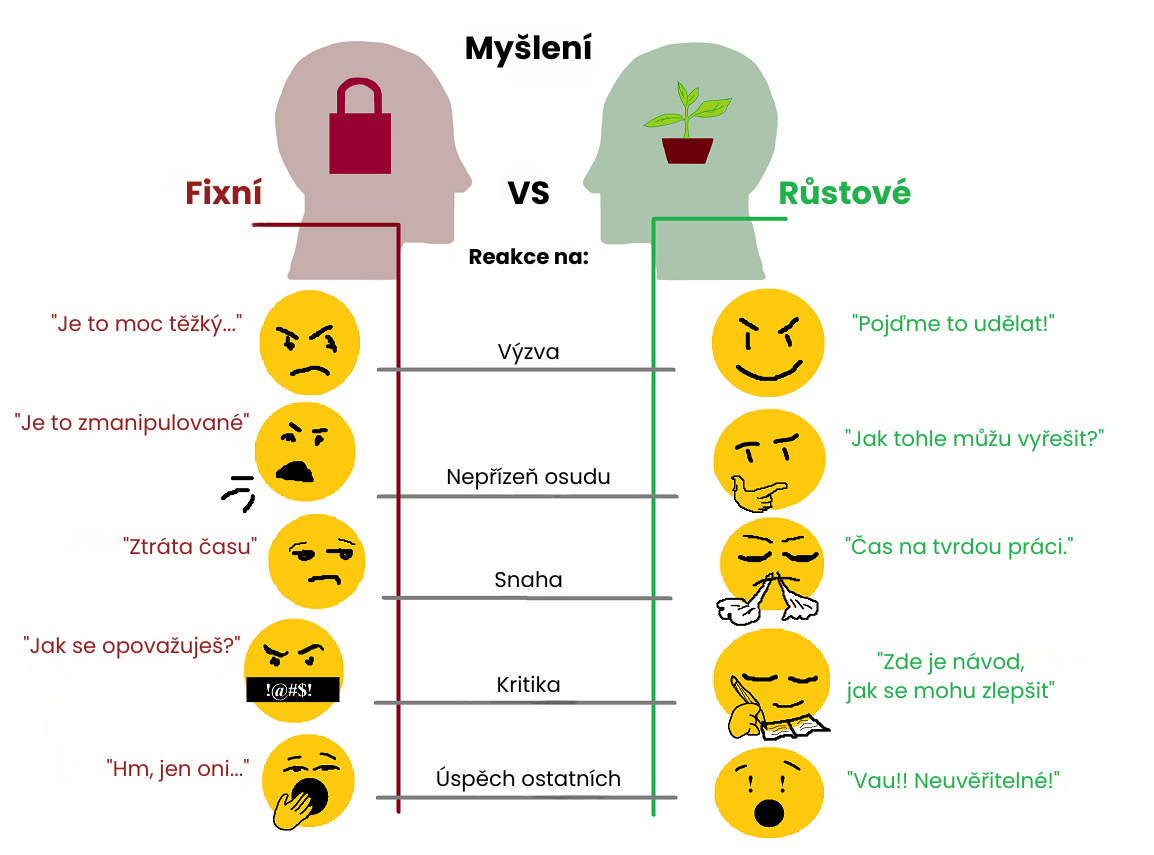 Myšlení
Fixní
VS
Růstové
Reakce na:
"Je to moc těžký..."
Výzva
"Pojďme to udělat!"
"Je to zmanipulované"
Nepřízeň osudu
"Jak tohle můžu vyřešit?"
"Ztráta času"
Snaha
"Čas na tvrdou práci."
"Jak se opovažuješ?"
!@#$!
Kritika
"Zde je návod,
jak se mohu zlepšit"
"Hm, jen oni..."
Úspěch ostatních
"Vau!! Neuvěřitelné!"